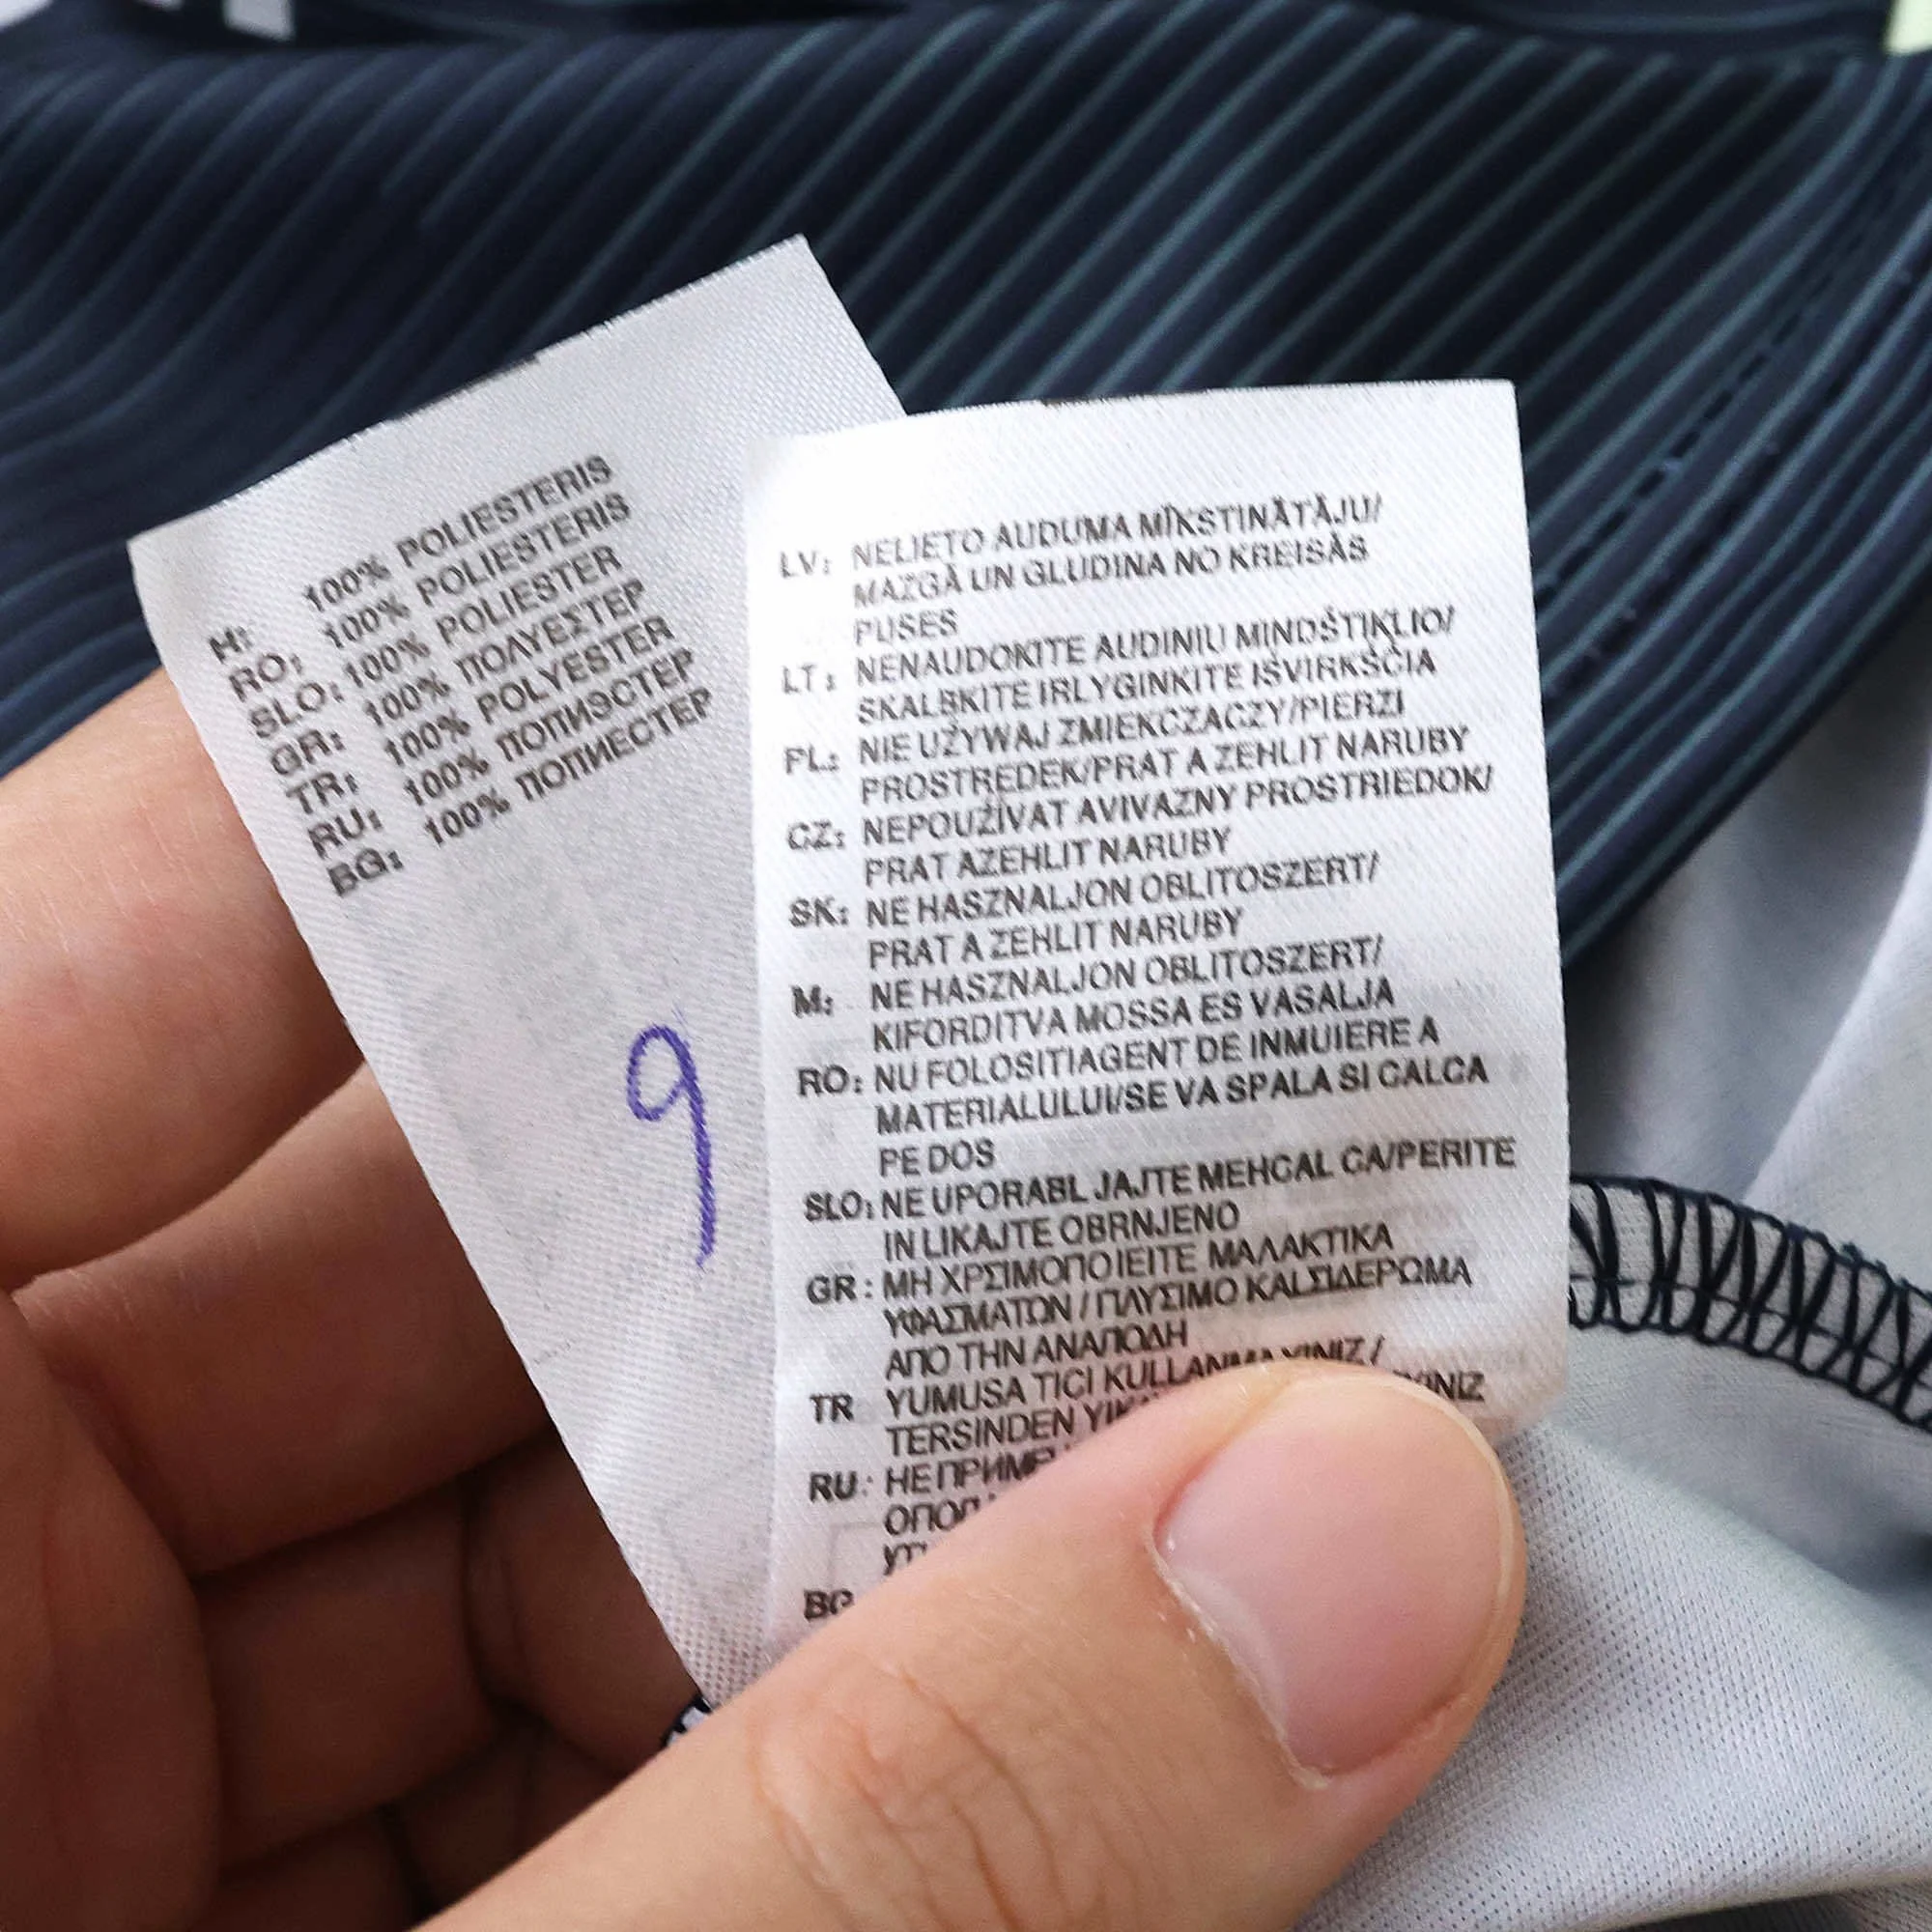 100% POLIESTERIS
H: 100% POLIESTERIS
RO: 100% POLIESTER
SLO: 100% ΠΟΛΥΕΣΤΕΡ
GR: 100% POLYESTER
TR: 100% ПОПИЭСТЕР
RU: 100% ПОПИЕСТЕР
BG:
9
LV: NELIETO AUDUMA MĪKSTINĀTĀJU/
MAZGĀ UN GLUDINA NO KREISĀS
PUSES
LT: NENAUDOKITE AUDINIU MINDŠTIKLIO/
SKALBKITE IRLYGINKITE IŠVIRKŠČIA
PL: NIE UŻYWAJ ZMIEKCZACZY/PIERZI
PROSTREDEK/PRAT A ZEHLIT NARUBY
CZ: NEPOUŽÍVAT AVIVAZNY PROSTRIEDOK/
PRAT AZEHLIT NARUBY
SK: NE HASZNALJON OBLITOSZERT/
PRAT A ZEHLIT NARUBY
M: NE HASZNALJON OBLITOSZERT/
KIFORDITVA MOSSA ES VASALJA
RO: NU FOLOSITIAGENT DE INMUIERE A
MATERIALULUI/SE VA SPALA SI CALCA
PE DOS
SLO: NE UPORABL JAJTE MEHCAL CA/PERITE
IN LIKAJTE OBRNJENO
GR: ΜΗ ΧΡΣΙΜΟΠΟΙΕΙΤΕ ΜΑΛΑΚΤΙΚΑ
ΥΦΑΣΜΑΤΩΝ / ΠΛΥΣΙΜΟ ΚΑΙΣΙΔΕΡΩΜΑ
ΑΠΟ ΤΗΝ ΑΝΑΠΟΔΗ
TR YUMUSA TICI KULLANMAYINIZ /
TERSINDEN
RU:
BG